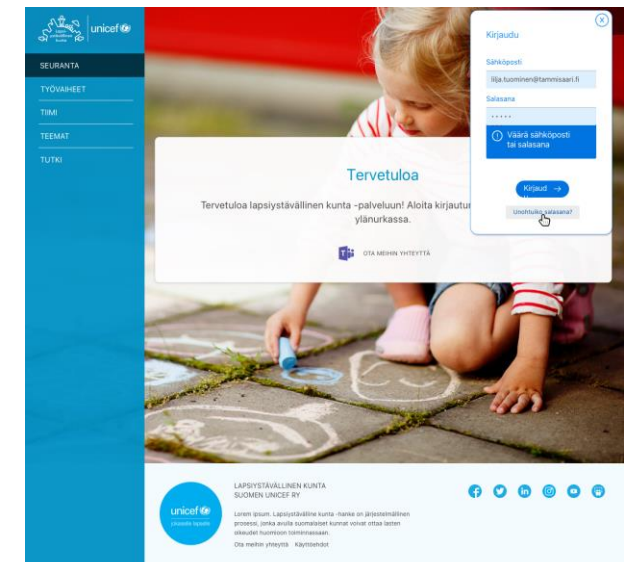 unicef
SEURANTA
TYÖVAIHEET
TIIMI
TEEMAT
TUTKI
Kirjaudu
Sähköposti
lilja.tuominen@tammisaari.fi
Salasana
Väärä sähköposti
tai salasana
Kirjaud
Unohtuiko salasana?
Tervetuloa
Tervetuloa lapsiystävällinen kunta -palveluun! Aloita kirjautum
ylänurkassa.
OTA MEIHIN YHTEYTTÄ
unicef
LAPSIYSTÄVÄLLINEN KUNTA
SUOMEN UNICEF RY
Lorem ipsum. Lapsiystävälline kunta -hanke on järjestelmällinen
prosessi, jonka avulla suomalaiset kunnat voivat ottaa lasten
oikeudet huomioon toiminnassaan.
Ota meihin yhteyttä Käyttöehdot